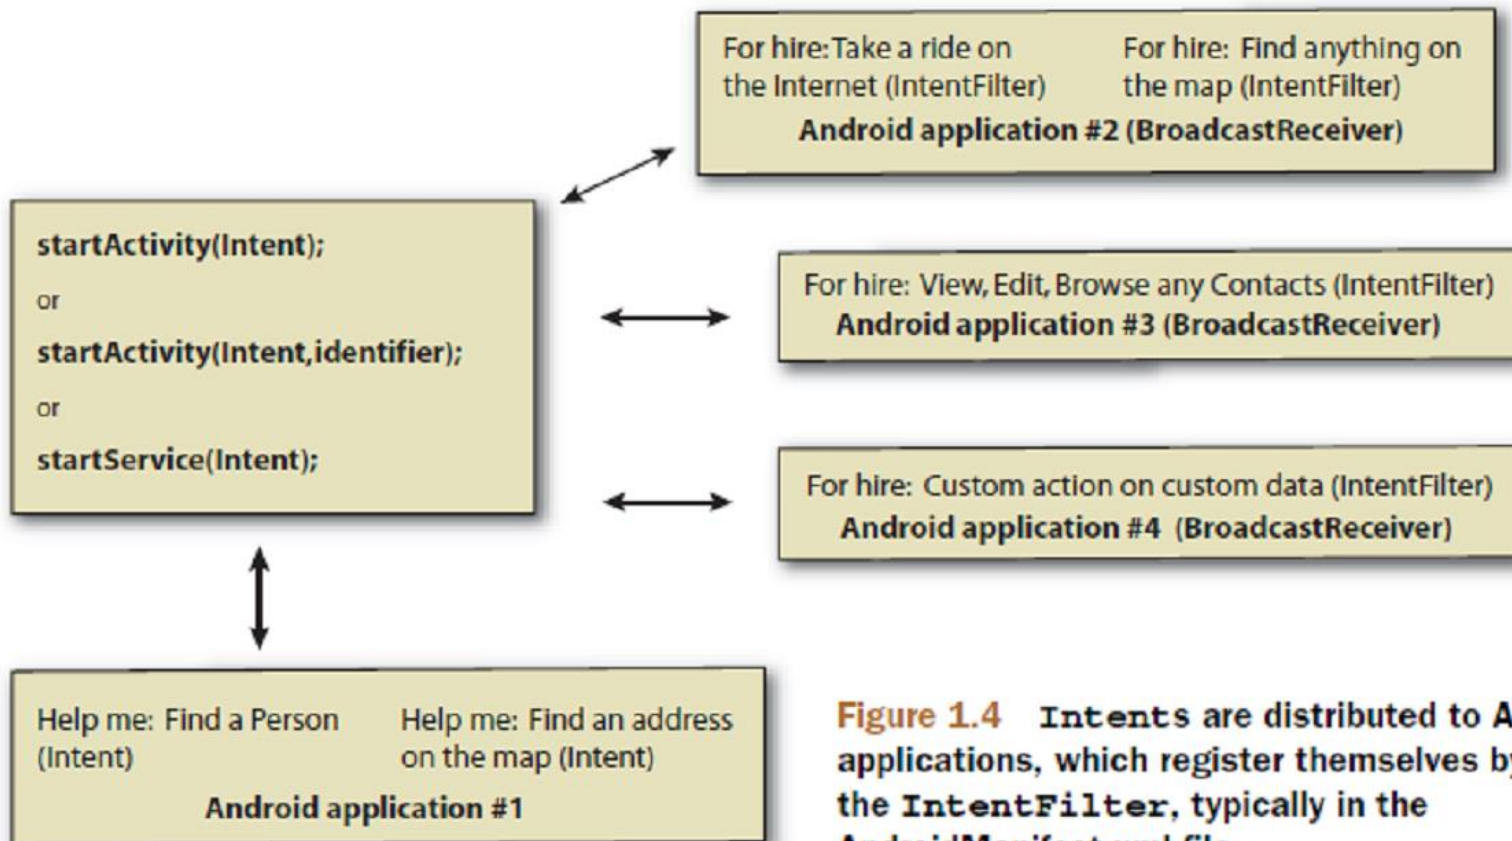 For hire: Take a ride on
the Internet (IntentFilter)
For hire: Find anything on
the map (IntentFilter)
Android application #2 (BroadcastReceiver)
startActivity(Intent);
or
startActivity(Intent,identifier);
or
startService(Intent);
For hire: View, Edit, Browse any Contacts (IntentFilter)
Android application #3 (BroadcastReceiver)
For hire: Custom action on custom data (IntentFilter)
Android application #4 (BroadcastReceiver)
Help me: Find a Person
(Intent)
Help me: Find an address
on the map (Intent)
Android application #1
Figure 1.4 Intents are distributed to A
applications, which register themselves by
the IntentFilter, typically in the